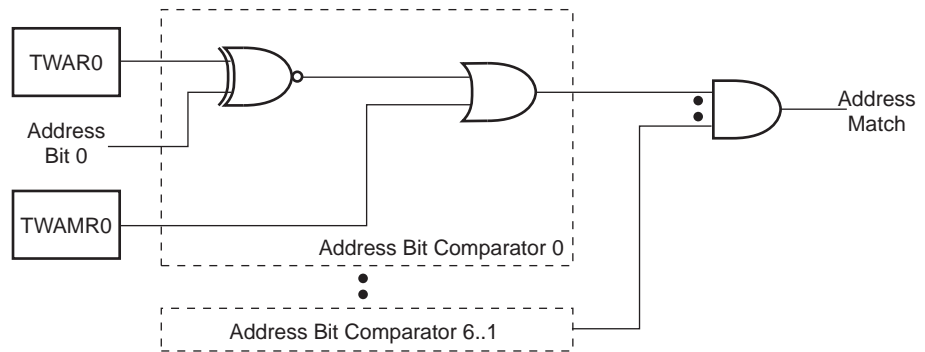 TWAR0
Address
Bit 0
TWAMR0
Address Bit Comparator 0
Address Bit Comparator 6..1
Address
Match